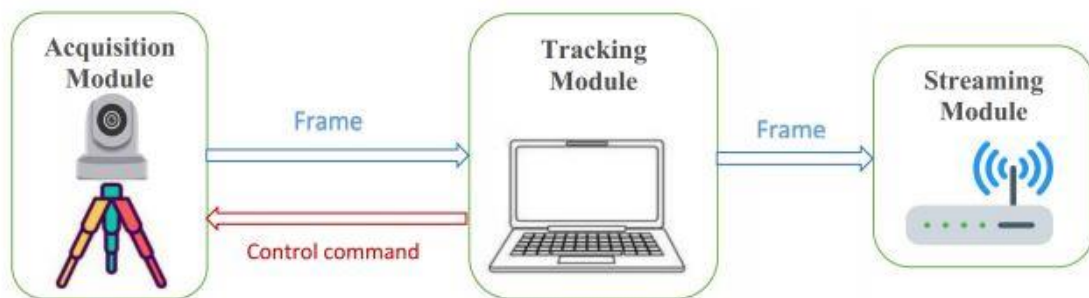 Acquisition
Module
Frame
Control command
Tracking
Module
Frame
Streaming
Module